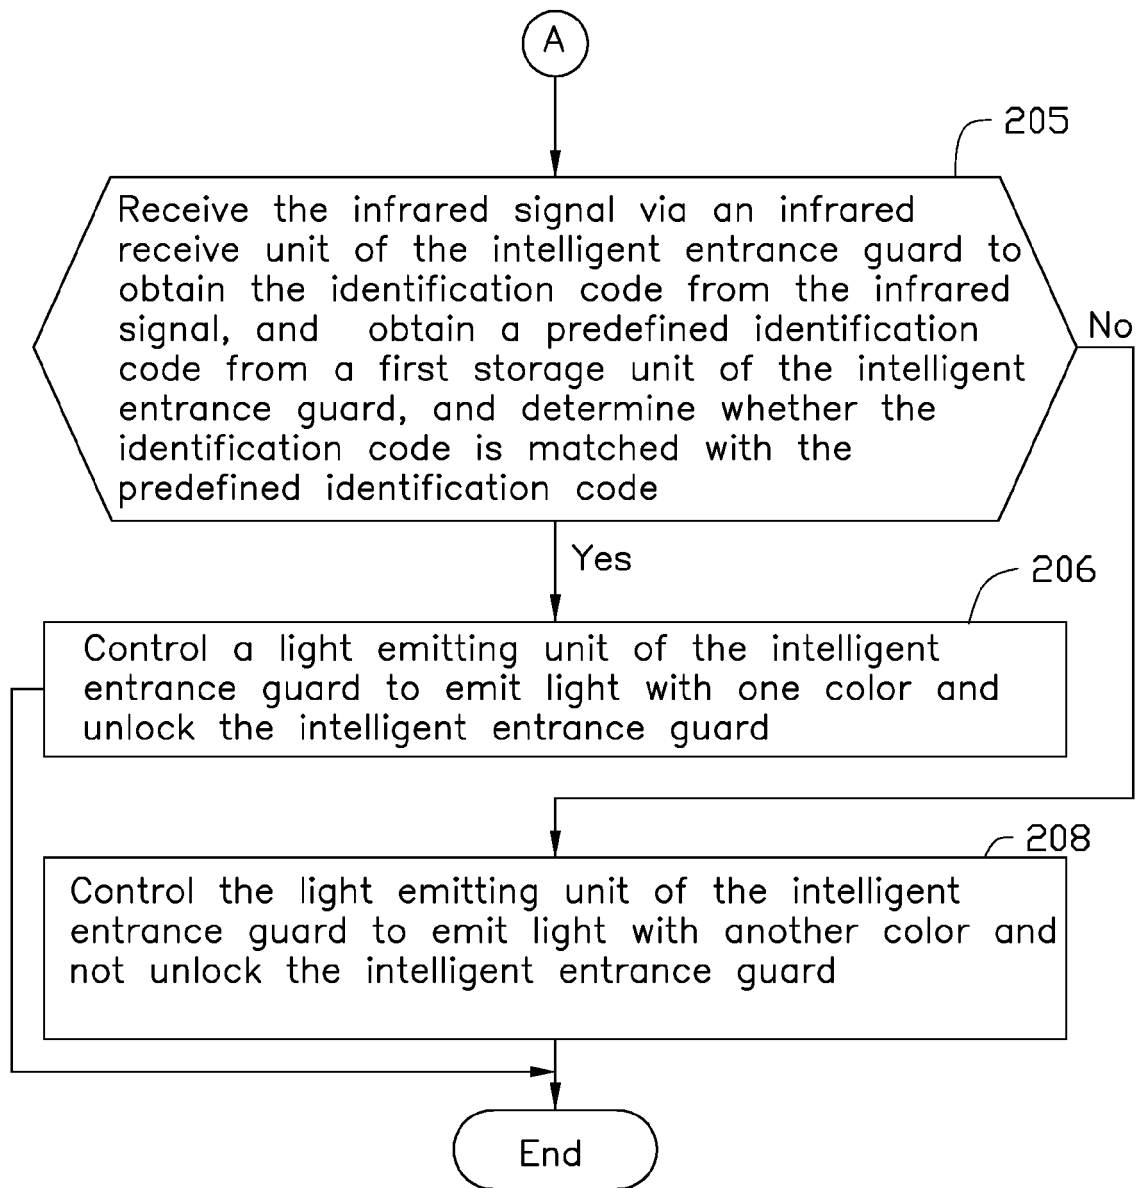 A
205
Receive the infrared signal via an infrared
receive unit of the intelligent entrance guard to
obtain the identification code from the infrared
signal, and obtain a predefined identification
code from a first storage unit of the intelligent
entrance guard, and determine whether the
identification code is matched with the
predefined identification code
No
Yes
206
Control a light emitting unit of the intelligent
entrance guard to emit light with one color and
unlock the intelligent entrance guard
208
Control the light emitting unit of the intelligent
entrance guard to emit light with another color and
not unlock the intelligent entrance guard
End